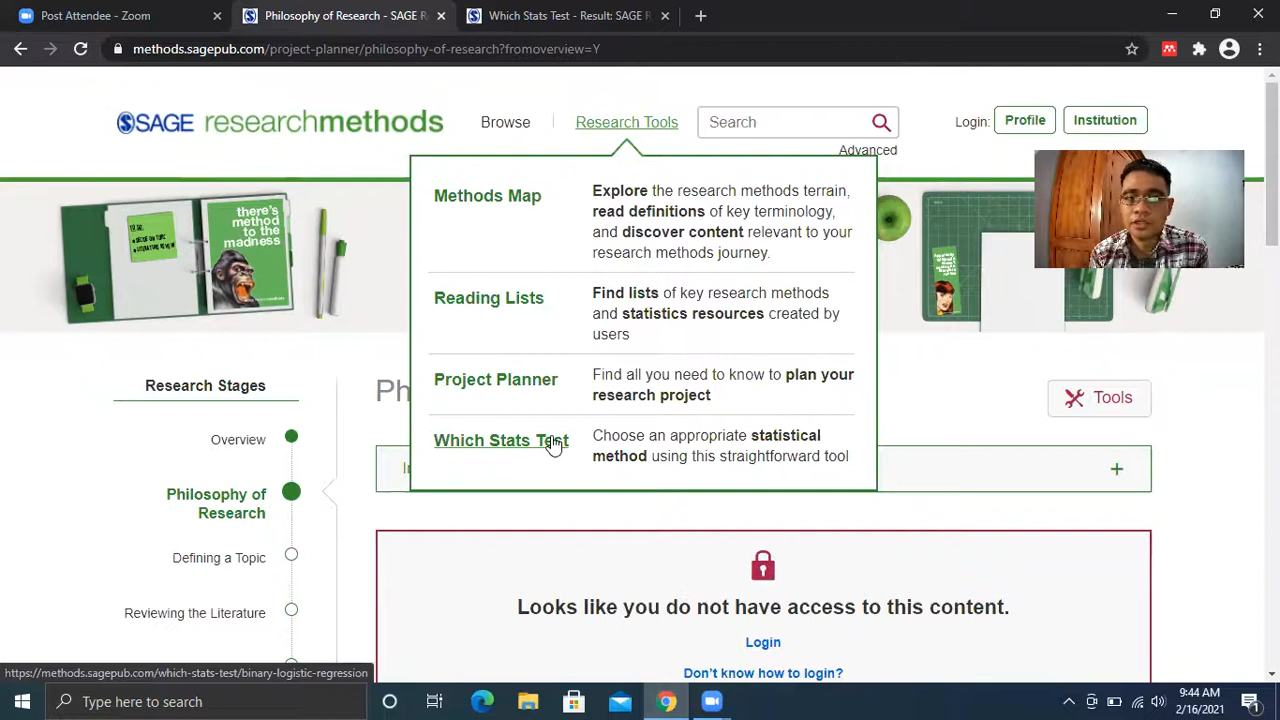 Post Attendee - Zoom
Philosophy of Research - SAGE R
Which Stats Test - Result: SAGE R
methods.sagepub.com/project-planner/philosophy-of-research?fromoverview=Y
SAGE researchmethods
Browse
Research Tools
Search
Advanced
Login:
Profile
Institution
there's
method
to the
madness
Methods Map
Explore the research methods terrain,
read definitions of key terminology,
and discover content relevant to your
research methods journey.
Reading Lists
Find lists of key research methods
and statistics resources created by
users
Project Planner
Find all you need to know to plan your
research project
Which Stats Test
Choose an appropriate statistical
method using this straightforward tool
Research Stages
Overview
Philosophy of
Research
Defining a Topic
Reviewing the Literature
Tools
Looks like you do not have access to this content.
Login
Don't know how to login?
https://methods.sagepub.com/which-stats-test/binary-logistic-regression
Type here to search
9:44 AM
2/16/2021